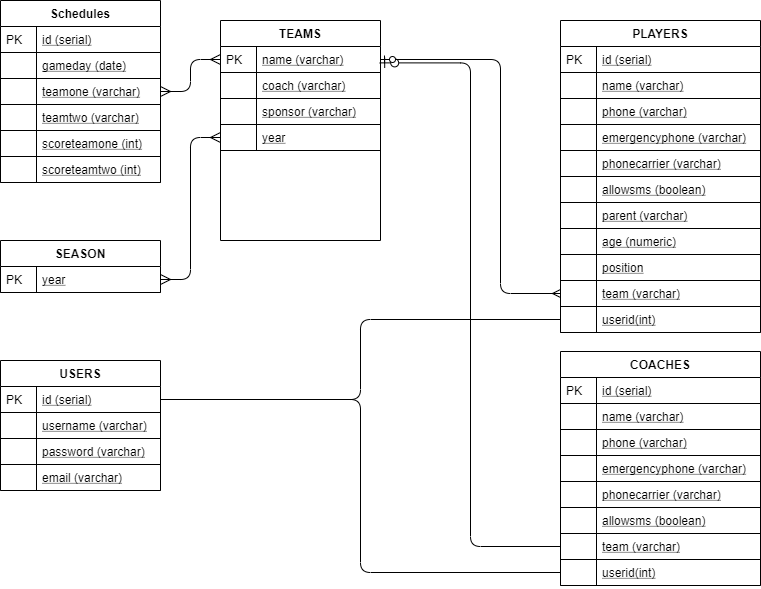 Schedules
PK id (serial)
gameday (date)
teamone (varchar)
teamtwo (varchar)
scoreteamone (int)
scoreteamtwo (int)
TEAMS
PK name (varchar)
coach (varchar)
sponsor (varchar)
year
PLAYERS
PK id (serial)
name (varchar)
phone (varchar)
emergencyphone (varchar)
phonecarrier (varchar)
allowsms (boolean)
parent (varchar)
age (numeric)
position
team (varchar)
userid(int)
SEASON
PK year
USERS
PK id (serial)
username (varchar)
password (varchar)
email (varchar)
COACHES
PK id (serial)
name (varchar)
phone (varchar)
emergencyphone (varchar)
phonecarrier (varchar)
allowsms (boolean)
team (varchar)
userid(int)